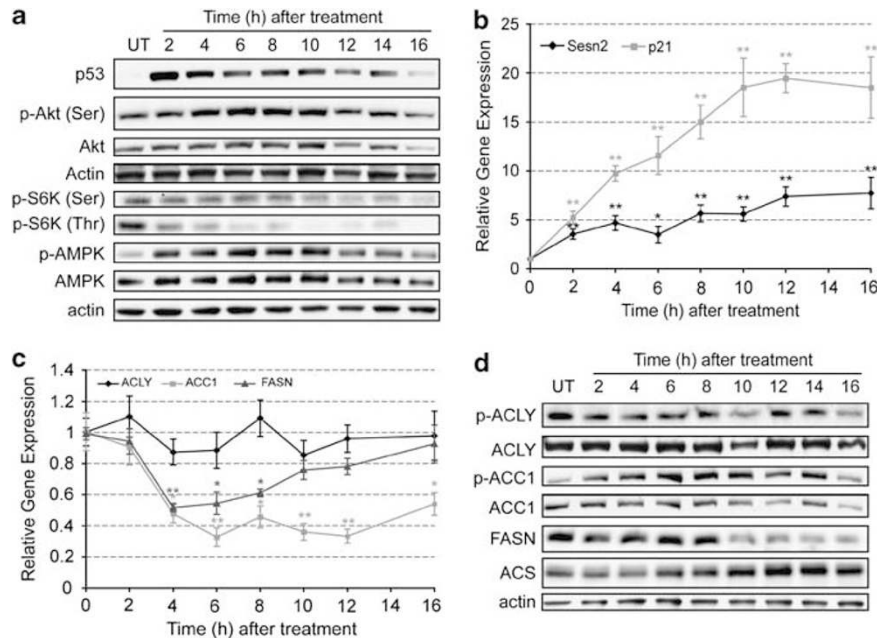 a
Time (h) after treatment
UT 2 4 6 8 10 12 14 16
p53
p-Akt (Ser)
Akt
Actin
p-S6K (Ser)
p-S6K (Thr)
p-AMPK
AMPK
actin
b
Sesn2 p21
Relative Gene Expression
25
20
15
10
5
0
** ** ** ** ** ** **
** ** * ** ** ** **
0 2 4 6 8 10 12 14 16
Time (h) after treatment
c
ACLY ACC1 FASN
Relative Gene Expression
1.4
1.2
1
0.8
0.6
0.4
0.2
0
** * *
** * ** ** *
0 2 4 6 8 10 12 14 16
Time (h) after treatment
d
Time (h) after treatment
UT 2 4 6 8 10 12 14 16
p-ACLY
ACLY
p-ACC1
ACC1
FASN
ACS
actin